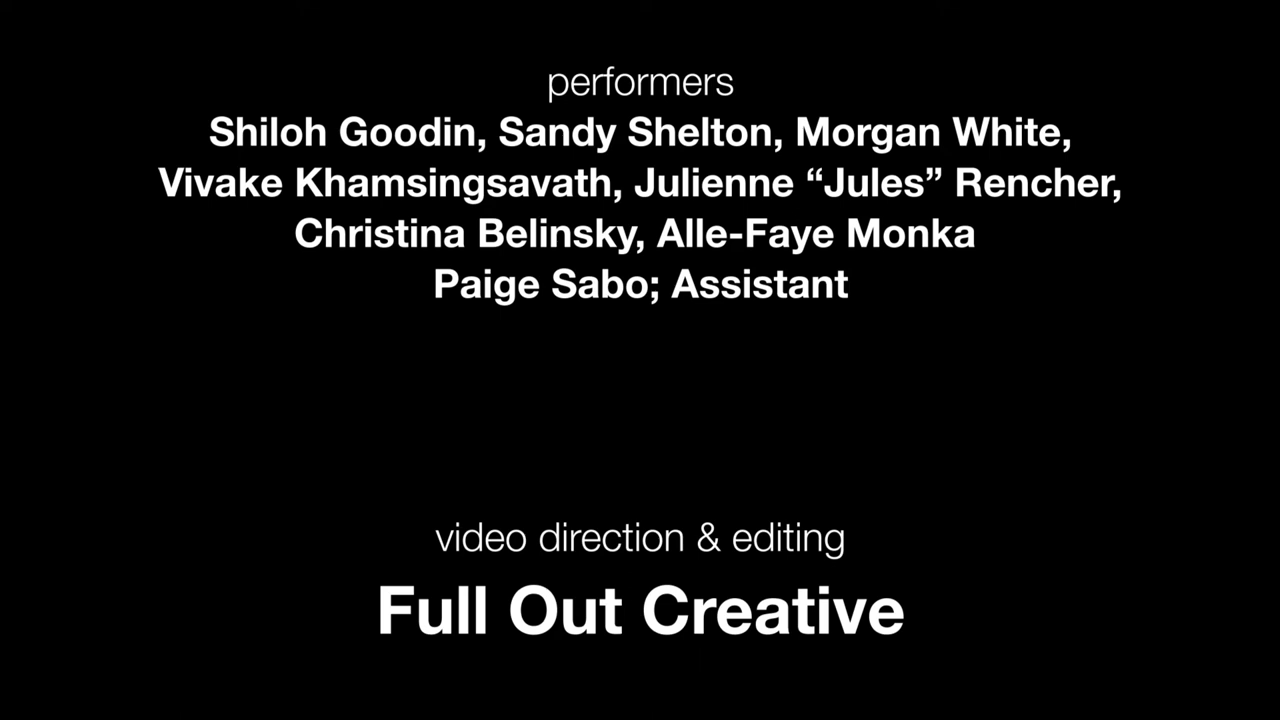 performers
Shiloh Goodin, Sandy Shelton, Morgan White,
Vivake Khamsingsavath, Julienne “Jules” Rencher,
Christina Belinsky, Alle-Faye Monka
Paige Sabo; Assistant
video direction & editing
Full Out Creative